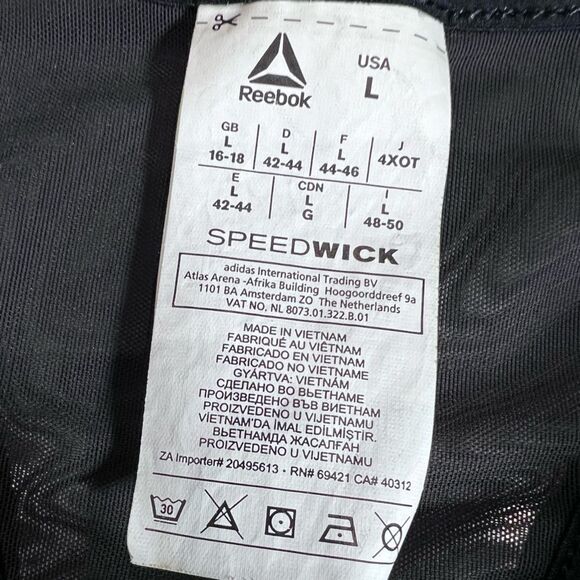 Reebok
USA
L
GB
L
16-18
D
L
42-44
F
L
44-46
J
4XOT
E
L
42-44
CDN
L
G
I
L
48-50
SPEEDWICK
adidas International Trading BV
Atlas Arena -Afrika Building Hoogoorddreef 9a
1101 BA Amsterdam ZO The Netherlands
VAT NO. NL 8073.01.322.B.01
MADE IN VIETNAM
FABRIQUÉ AU VIÊTNAM
FABRICADO EN VIETNAM
FABRICADO NO VIETNAME
GYÁRTVA: VIETNÁM
СДЕЛАНО ВО ВЬЕТНАМЕ
ПРОИЗВЕДЕНО ВЪВ ВИЕТНАМ
PROIZVEDENO U VIJETNAMU
VİETNAM'DA İMAL EDİLMİŞTİR.
ВЬЕТНАМДА ЖАСАЛҒАН
PROIZVEDENO U VIJETNAMU
ZA Importer# 20495613 • RN# 69421 CA# 40312
30